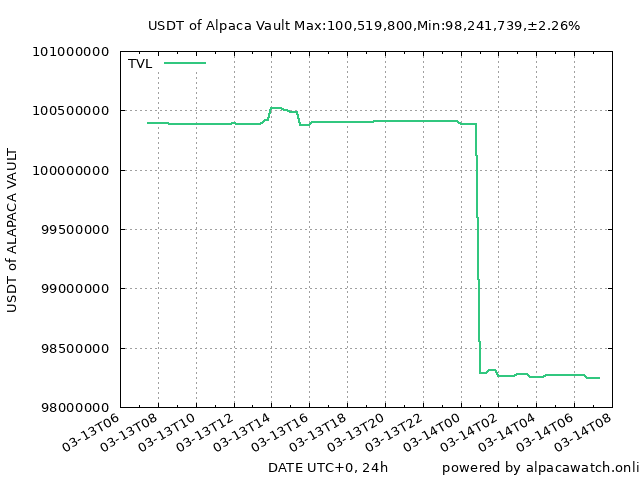 USDT of Alpaca Vault Max:100,519,800,Min:98,241,739,±2.26%
TVL
101000000
100500000
100000000
99500000
99000000
98500000
98000000
USDT of ALAPACA VAULT
03-13T06
03-13T08
03-13T10
03-13T12
03-13T14
03-13T16
03-13T18
03-13T20
03-13T22
03-14T00
03-14T02
03-14T04
03-14T06
03-14T08
DATE UTC+0, 24h
powered by alpacawatch.onli